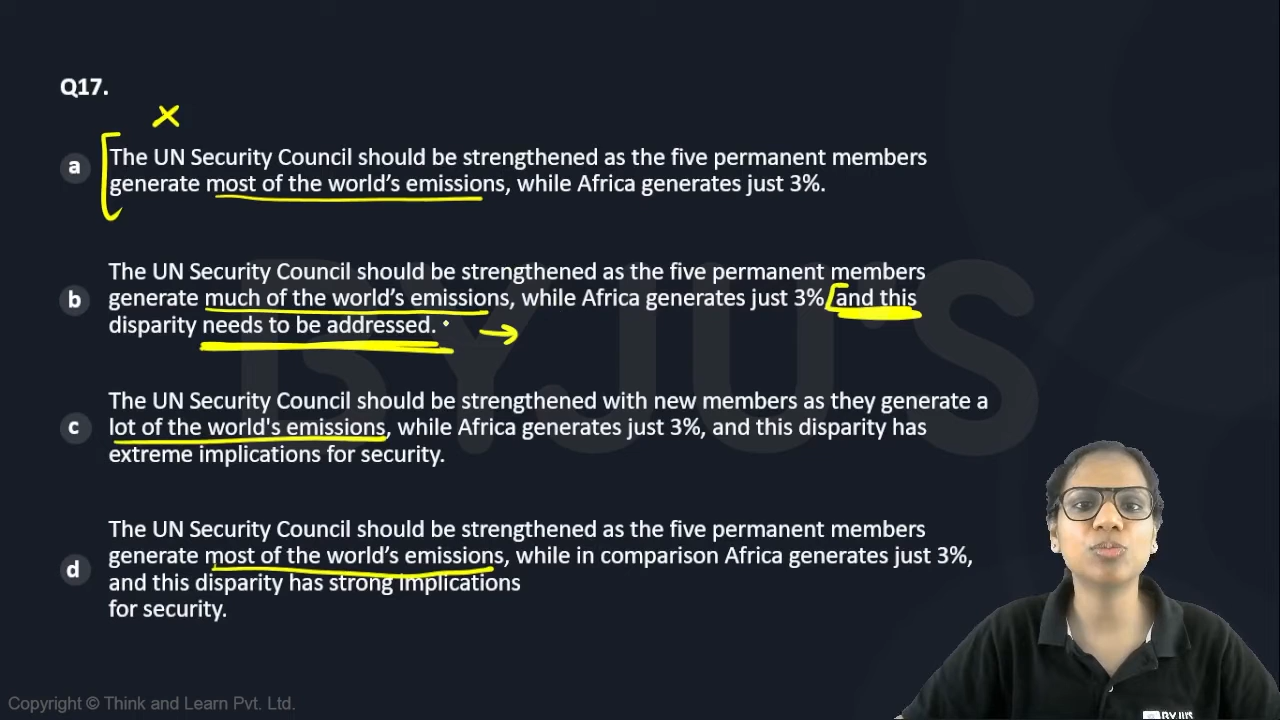 Q17.
a
The UN Security Council should be strengthened as the five permanent members
generate most of the world’s emissions, while Africa generates just 3%.
b
The UN Security Council should be strengthened as the five permanent members
generate much of the world’s emissions, while Africa generates just 3% and this
disparity needs to be addressed.
c
The UN Security Council should be strengthened with new members as they generate a
lot of the world's emissions, while Africa generates just 3%, and this disparity has
extreme implications for security.
d
The UN Security Council should be strengthened as the five permanent members
generate most of the world’s emissions, while in comparison Africa generates just 3%,
and this disparity has strong implications
for security.
BYJU'S
Copyright © Think and Learn Pvt. Ltd.
BYJU'S